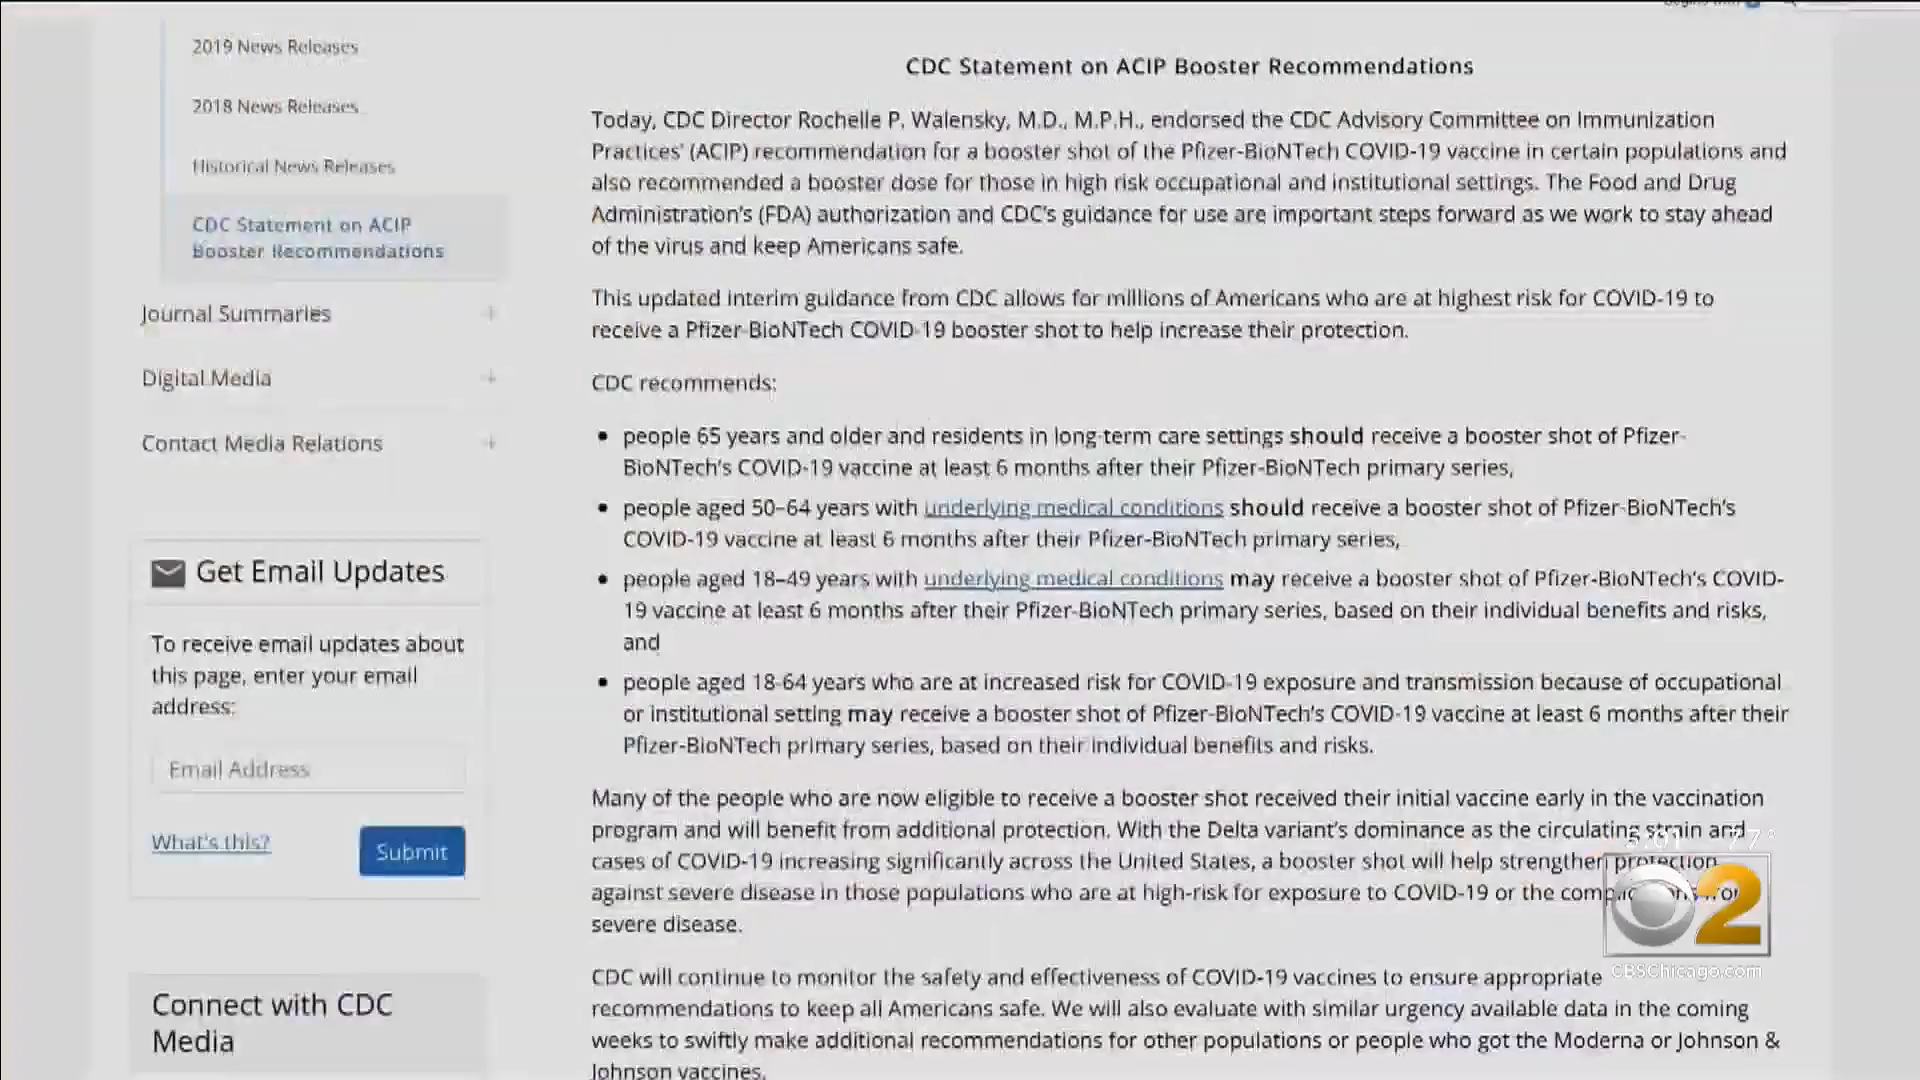 2019 News Releases
2018 News Releases
Historical News Releases
CDC Statement on ACIP
Booster Recommendations
Journal Summaries +
Digital Media +
Contact Media Relations +
Get Email Updates
To receive email updates about
this page, enter your email
address:
Email Address
What's this?
Submit
Connect with CDC
Media
CDC Statement on ACIP Booster Recommendations
Today, CDC Director Rochelle P. Walensky, M.D., M.P.H., endorsed the CDC Advisory Committee on Immunization
Practices' (ACIP) recommendation for a booster shot of the Pfizer-BioNTech COVID-19 vaccine in certain populations and
also recommended a booster dose for those in high risk occupational and institutional settings. The Food and Drug
Administration's (FDA) authorization and CDC's guidance for use are important steps forward as we work to stay ahead
of the virus and keep Americans safe.
This updated interim guidance from CDC allows for millions of Americans who are at highest risk for COVID-19 to
receive a Pfizer-BioNTech COVID-19 booster shot to help increase their protection.
CDC recommends:
• people 65 years and older and residents in long-term care settings should receive a booster shot of Pfizer-
BioNTech's COVID-19 vaccine at least 6 months after their Pfizer-BioNTech primary series,
• people aged 50–64 years with underlying medical conditions should receive a booster shot of Pfizer-BioNTech's
COVID-19 vaccine at least 6 months after their Pfizer-BioNTech primary series,
• people aged 18–49 years with underlying medical conditions may receive a booster shot of Pfizer-BioNTech's COVID-
19 vaccine at least 6 months after their Pfizer-BioNTech primary series, based on their individual benefits and risks,
and
• people aged 18-64 years who are at increased risk for COVID-19 exposure and transmission because of occupational
or institutional setting may receive a booster shot of Pfizer-BioNTech's COVID-19 vaccine at least 6 months after their
Pfizer-BioNTech primary series, based on their individual benefits and risks.
Many of the people who are now eligible to receive a booster shot received their initial vaccine early in the vaccination
program and will benefit from additional protection. With the Delta variant's dominance as the circulating strain and
cases of COVID-19 increasing significantly across the United States, a booster shot will help strengthen protection
against severe disease in those populations who are at high-risk for exposure to COVID-19 or the
severe disease.
CDC will continue to monitor the safety and effectiveness of COVID-19 vaccines to ensure appropriate
recommendations to keep all Americans safe. We will also evaluate with similar urgency available data in the coming
weeks to swiftly make additional recommendations for other populations or people who got the Moderna or Johnson &
Johnson vaccines.
5:01 77
2
CBSChicago.com